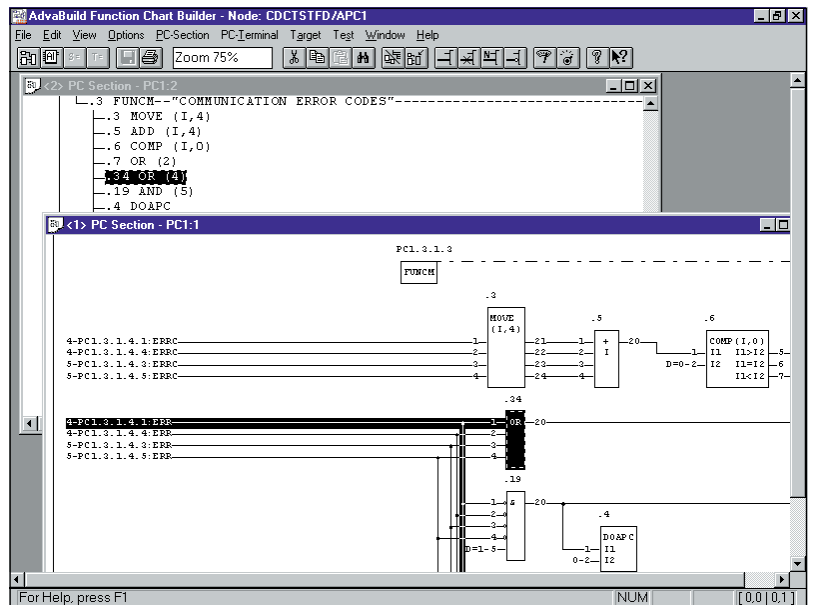 AdvaBuild Function Chart Builder - Node: CDCTSTFD/APC1
File Edit View Options PC-Section PC-Terminal Target Test Window Help
S= T= Zoom 75%
<2> PC Section - PC1:2
.3 FUNCM--"COMMUNICATION ERROR CODES"
.3 MOVE (I,4)
.5 ADD (I,4)
.6 COMP (I,0)
.7 OR (2)
.34 OR (4)
.19 AND (5)
.4 DOAPC
<1> PC Section - PC1:1
PC1.3.1.3
FUNCM
.3
MOVE
(I,4)
.5
.6
4-PC1.3.1.4.1:ERRC 1 21 1 + 20 COMP(I,0)
4-PC1.3.1.4.4:ERRC 2 22 2 I 1 I1 I1>I2 5
5-PC1.3.1.4.3:ERRC 3 23 3 D=0-2 I2 I1=I2 6
5-PC1.3.1.4.5:ERRC 4 24 4 I1<I2 7
.34
4-PC1.3.1.4.1:ERR 1 OR 20
4-PC1.3.1.4.4:ERR 2
5-PC1.3.1.4.3:ERR 3
5-PC1.3.1.4.5:ERR 4
.19
1 & 20
2
3
4
D=1-5
.4
DOAPC
1 I1
0-2 I2
For Help, press F1 NUM [0,0|0,1]